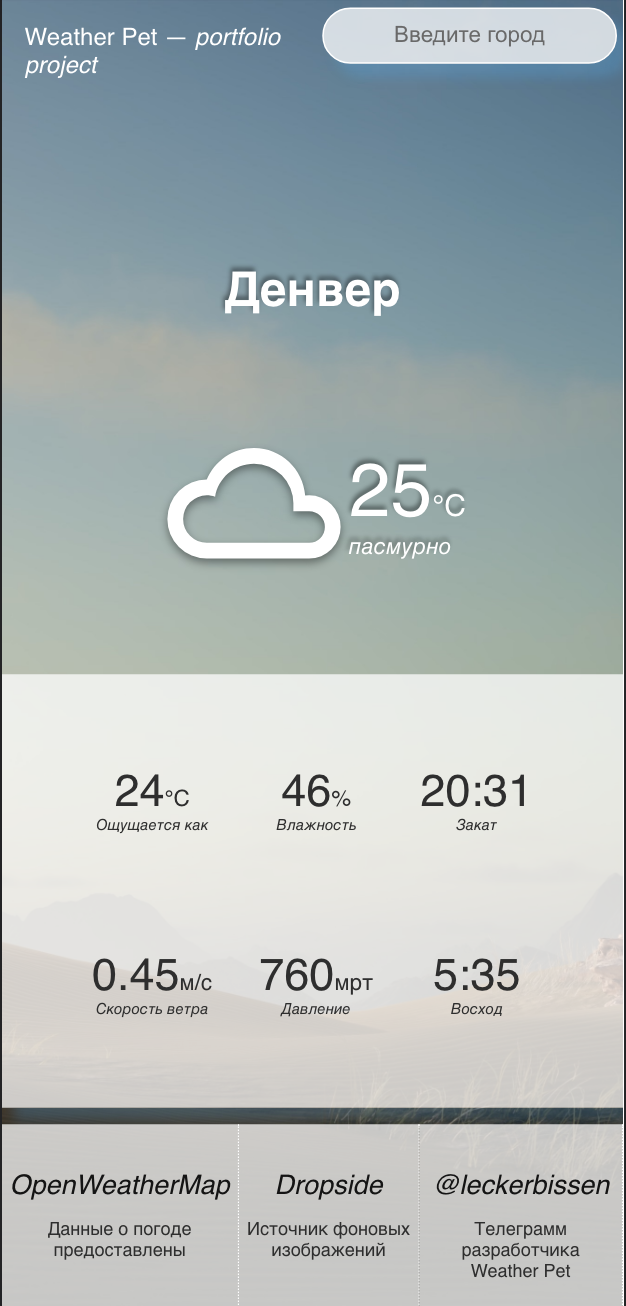 Weather Pet — portfolio
project
Введите город
Денвер
25°C
пасмурно
24°C
Ощущается как
46%
Влажность
20:31
Закат
0.45м/с
Скорость ветра
760мрт
Давление
5:35
Восход
OpenWeatherMap
Данные о погоде
предоставлены
Dropside
Источник фоновых
изображений
@leckerbissen
Телеграмм
разработчика
Weather Pet